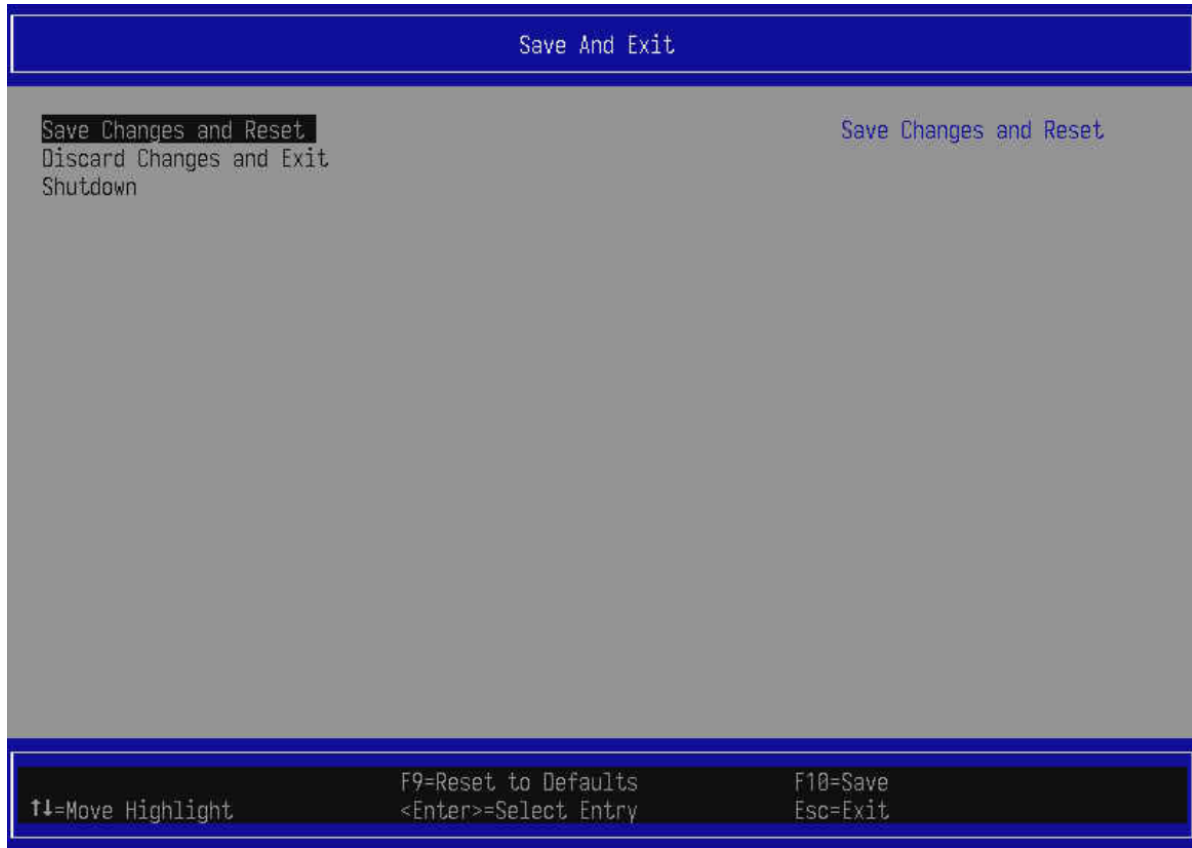 Save And Exit
Save Changes and Reset
Save Changes and Reset
Discard Changes and Exit
Shutdown
F9=Reset to Defaults F10=Save
↑↓=Move Highlight <Enter>=Select Entry Esc=Exit